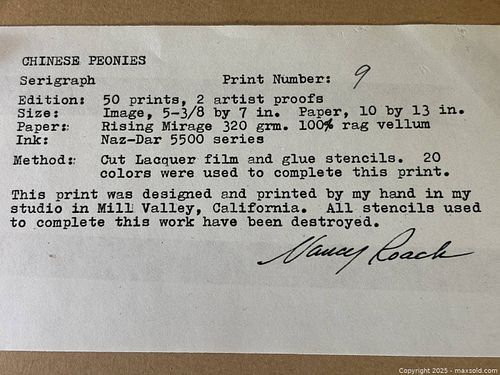 CHINESE PEONIES
Serigraph Print Number: 9
Edition: 50 prints, 2 artist proofs
Size: Image, 5-3/8 by 7 in. Paper, 10 by 13 in.
Paper: Rising Mirage 320 grm. 100% rag vellum
Ink: Naz-Dar 5500 series
Method: Cut Lacquer film and glue stencils. 20
colors were used to complete this print.
This print was designed and printed by my hand in my
studio in Mill Valley, California. All stencils used
to complete this work have been destroyed.
Nancy Roach
Copyright 2025 - maxsold.com